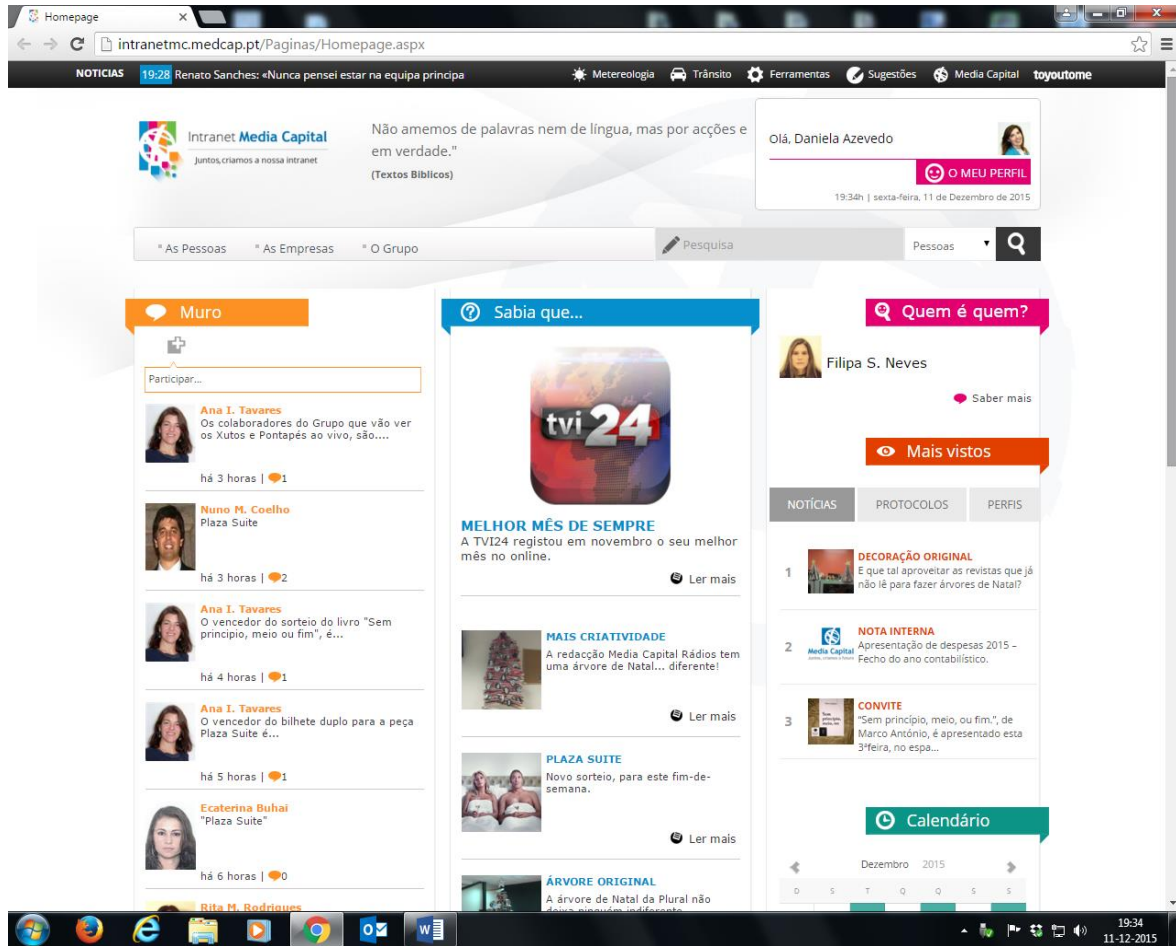 Homepage
intranetmc.medcap.pt/Paginas/Homepage.aspx
NOTICIAS 19:28 Renato Sanches: «Nunca pensei estar na equipa principa Metereologia Trânsito Ferramentas Sugestões Media Capital toyoutome
Intranet Media Capital
Juntos,criamos a nossa intranet
Não amemos de palavras nem de língua, mas por acções e
em verdade."
(Textos Bíblicos)
Olá, Daniela Azevedo
O MEU PERFIL
19:34h | sexta-feira, 11 de Dezembro de 2015
As Pessoas As Empresas O Grupo Pesquisa Pessoas
Muro
Participar...
Ana I. Tavares
Os colaboradores do Grupo que vão ver
os Xutos e Pontapés ao vivo, são....
há 3 horas | 1
Nuno M. Coelho
Plaza Suite
há 3 horas | 2
Ana I. Tavares
O vencedor do sorteio do livro "Sem
principio, meio ou fim", é...
há 4 horas | 1
Ana I. Tavares
O vencedor do bilhete duplo para a peça
Plaza Suite é...
há 5 horas | 1
Ecaterina Buhai
"Plaza Suite"
há 6 horas | 0
Rita M. Rodrigues
Sabia que...
tvi 24
MELHOR MÊS DE SEMPRE
A TVI24 registou em novembro o seu melhor
mês no online.
Ler mais
MAIS CRIATIVIDADE
A redacção Media Capital Rádios tem
uma árvore de Natal... diferente!
Ler mais
PLAZA SUITE
Novo sorteio, para este fim-de-
semana.
Ler mais
ÁRVORE ORIGINAL
A árvore de Natal da Plural não
deixa ninguém indiferente
Quem é quem?
Filipa S. Neves
Saber mais
Mais vistos
NOTÍCIAS PROTOCOLOS PERFIS
1 DECORAÇÃO ORIGINAL
E que tal aproveitar as revistas que já
não lê para fazer árvores de Natal?
2 Media Capital NOTA INTERNA
Apresentação de despesas 2015 –
Fecho do ano contabilístico.
3 CONVITE
"Sem princípio, meio, ou fim.", de
Marco António, é apresentado esta
3ªfeira, no espa...
Calendário
Dezembro 2015
D S T Q Q S S
19:34
11-12-2015